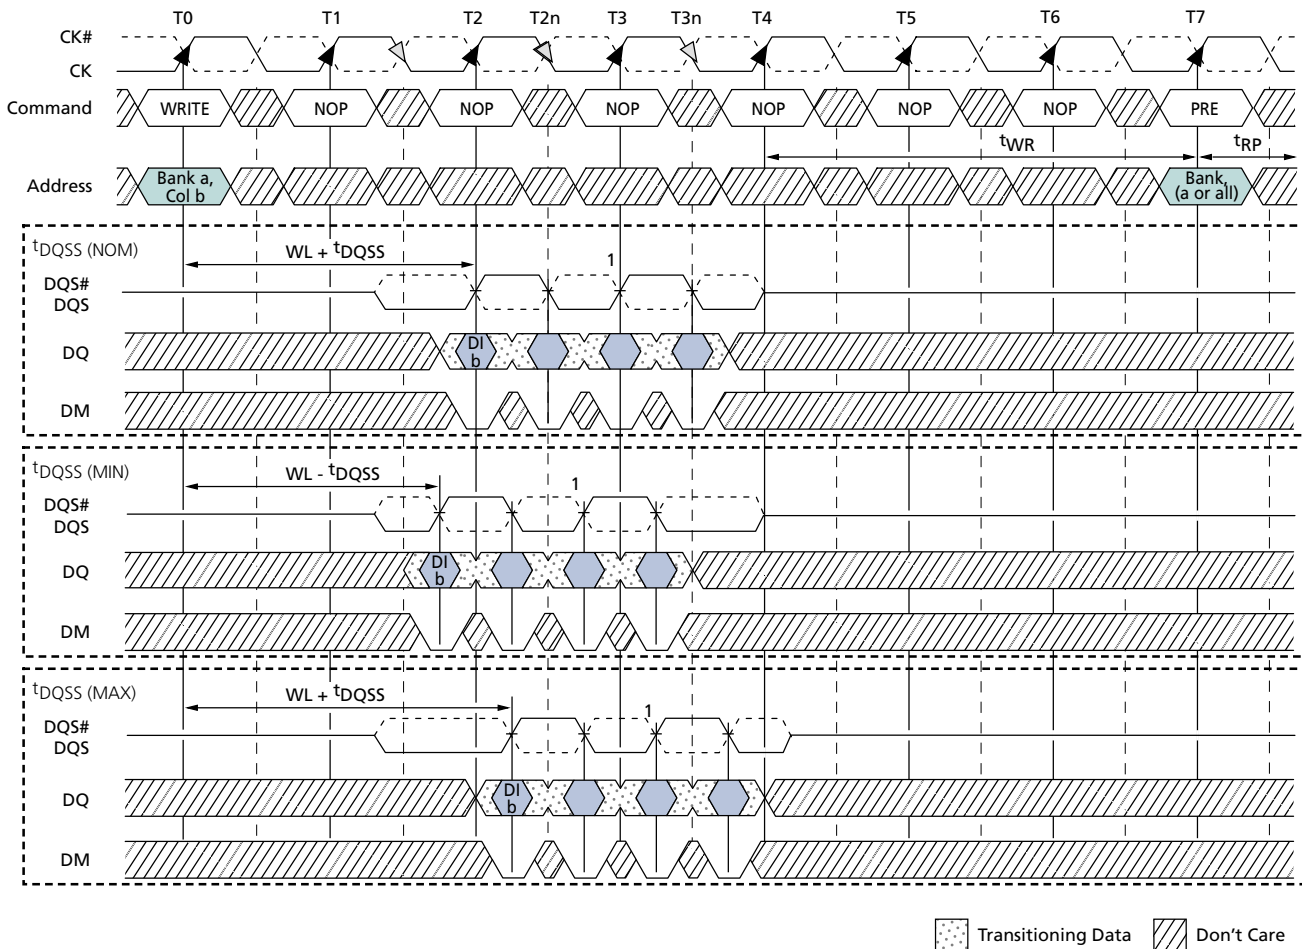 T0 T1 T2 T2n T3 T3n T4 T5 T6 T7
CK#
CK
Command WRITE NOP NOP NOP NOP NOP NOP PRE
tWR tRP
Address Bank a, Col b Bank, (a or all)
tDQSS (NOM)
WL + tDQSS
1
DQS#
DQS
DQ DI b
DM
tDQSS (MIN)
WL - tDQSS
1
DQS#
DQS
DQ DI b
DM
tDQSS (MAX)
WL + tDQSS
1
DQS#
DQS
DQ DI b
DM
Transitioning Data Don't Care